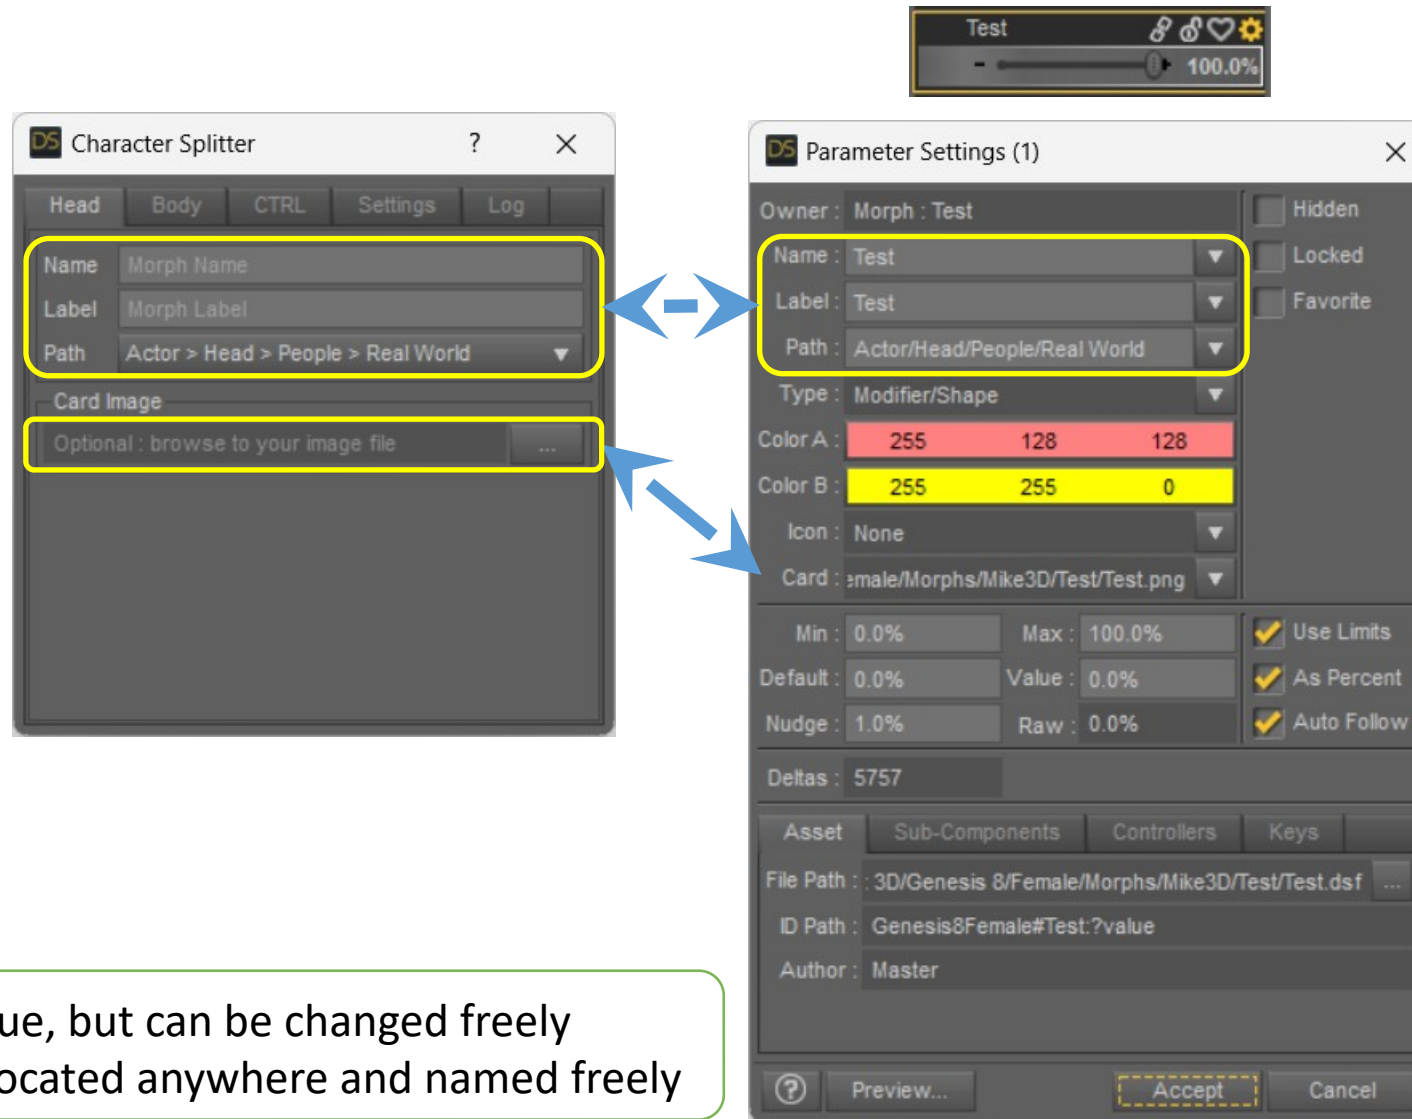 Test
- + 100.0%
DS Character Splitter ? ×
Head Body CTRL Settings Log
Name Morph Name
Label Morph Label
Path Actor > Head > People > Real World
Card Image
Optional : browse to your image file ...
DS Parameter Settings (1) ×
Owner : Morph : Test
Name : Test
Label : Test
Path : Actor/Head/People/Real World
Type : Modifier/Shape
Color A : 255 128 128
Color B : 255 255 0
Icon : None
Card : emale/Morphs/Mike3D/Test/Test.png
Hidden
Locked
Favorite
Min : 0.0% Max : 100.0% Use Limits
Default : 0.0% Value : 0.0% As Percent
Nudge : 1.0% Raw : 0.0% Auto Follow
Deltas : 5757
Asset Sub-Components Controllers Keys
File Path : : 3D/Genesis 8/Female/Morphs/Mike3D/Test/Test.dsf ...
ID Path : Genesis8Female#Test:?value
Author : Master
? Preview... Accept Cancel
ue, but can be changed freely
ocated anywhere and named freely